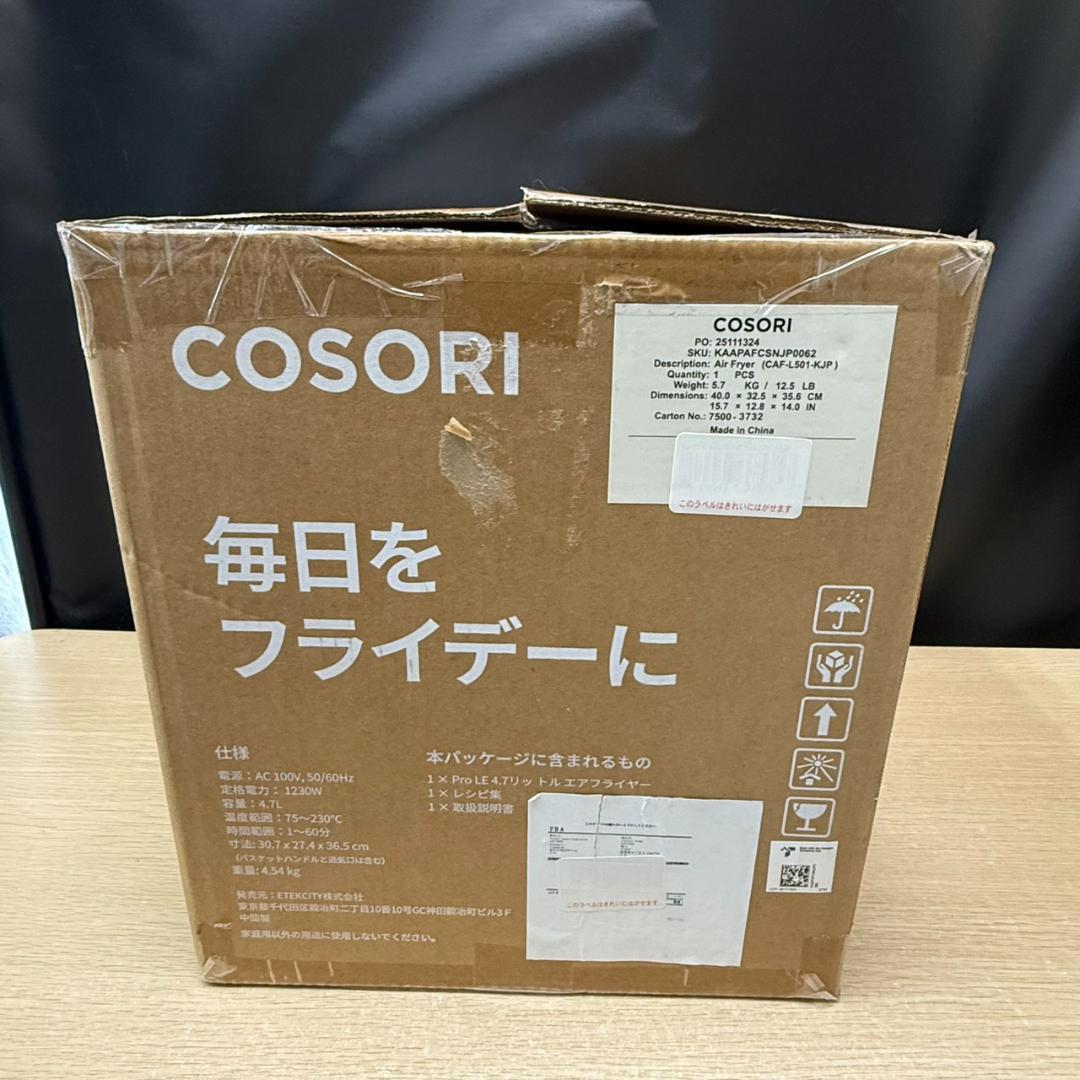 COSORI
COSORI
PO: 25111324
SKU: KAAPAFCSNJP0062
Description: Air Fryer (CAF-L501-KJP)
Quantity: 1 PCS
Weight: 5.7 KG / 12.5 LB
Dimensions: 40.0 × 32.5 × 35.6 CM
15.7 × 12.8 × 14.0 IN
Carton No.: 7500 - 3732
Made in China
このラベルはきれいにはがせます
毎日を
フライデーに
仕様
電源：AC 100V, 50/60Hz
定格電力： 1230W
容量：4.7L
温度範囲：75～230℃
時間範囲：1～60分
寸法: 30.7 x 27.4 x 36.5 cm
(バスケットハンドルと通気口は含む)
重量: 4.54 kg
発売元：ETEKCITY株式会社
東京都千代田区鍛冶町二丁目10番10号GC神田鍛冶町ビル3F
中国製
家庭用以外の用途に使用しないでください。
本パッケージに含まれるもの
1 × Pro LE 4.7リットル エアフライヤー
1 × レシピ集
1 × 取扱説明書
FBA
このラベルはきれいにはがせます